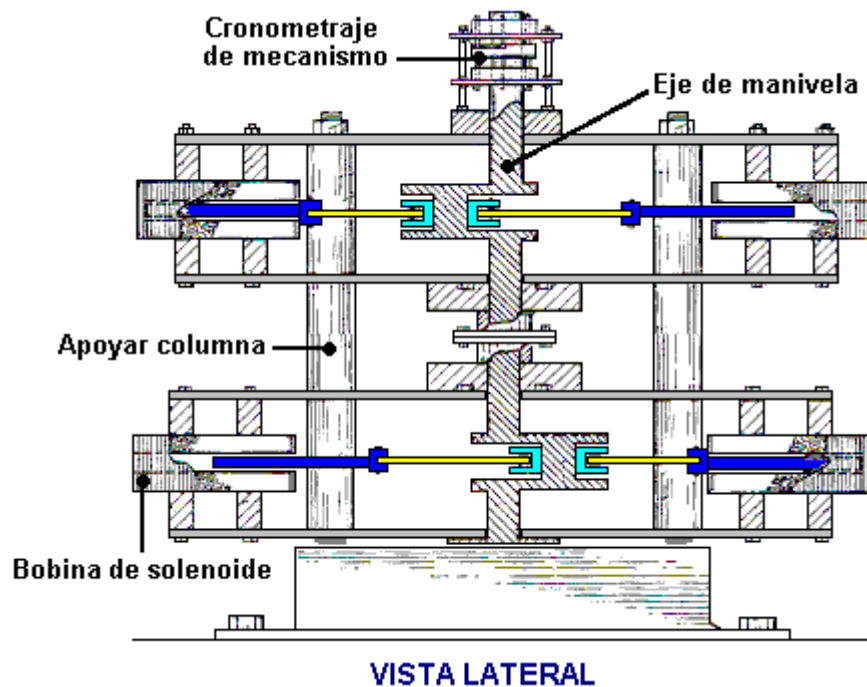 Cronometraje
de mecanismo
Eje de manivela
Apoyar columna
Bobina de solenoide
VISTA LATERAL